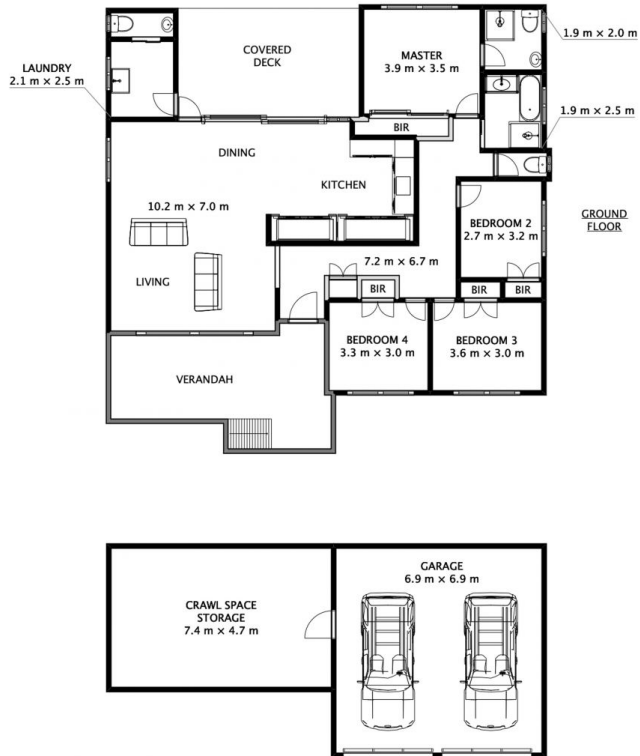 COVERED
DECK
MASTER
3.9 m × 3.5 m
1.9 m × 2.0 m
LAUNDRY
2.1 m × 2.5 m
1.9 m × 2.5 m
BIR
DINING
KITCHEN
10.2 m × 7.0 m
BEDROOM 2
2.7 m × 3.2 m
GROUND
FLOOR
LIVING
7.2 m × 6.7 m
BIR
BIR
BIR
BEDROOM 4
3.3 m × 3.0 m
BEDROOM 3
3.6 m × 3.0 m
VERANDAH
GARAGE
6.9 m × 6.9 m
CRAWL SPACE
STORAGE
7.4 m × 4.7 m